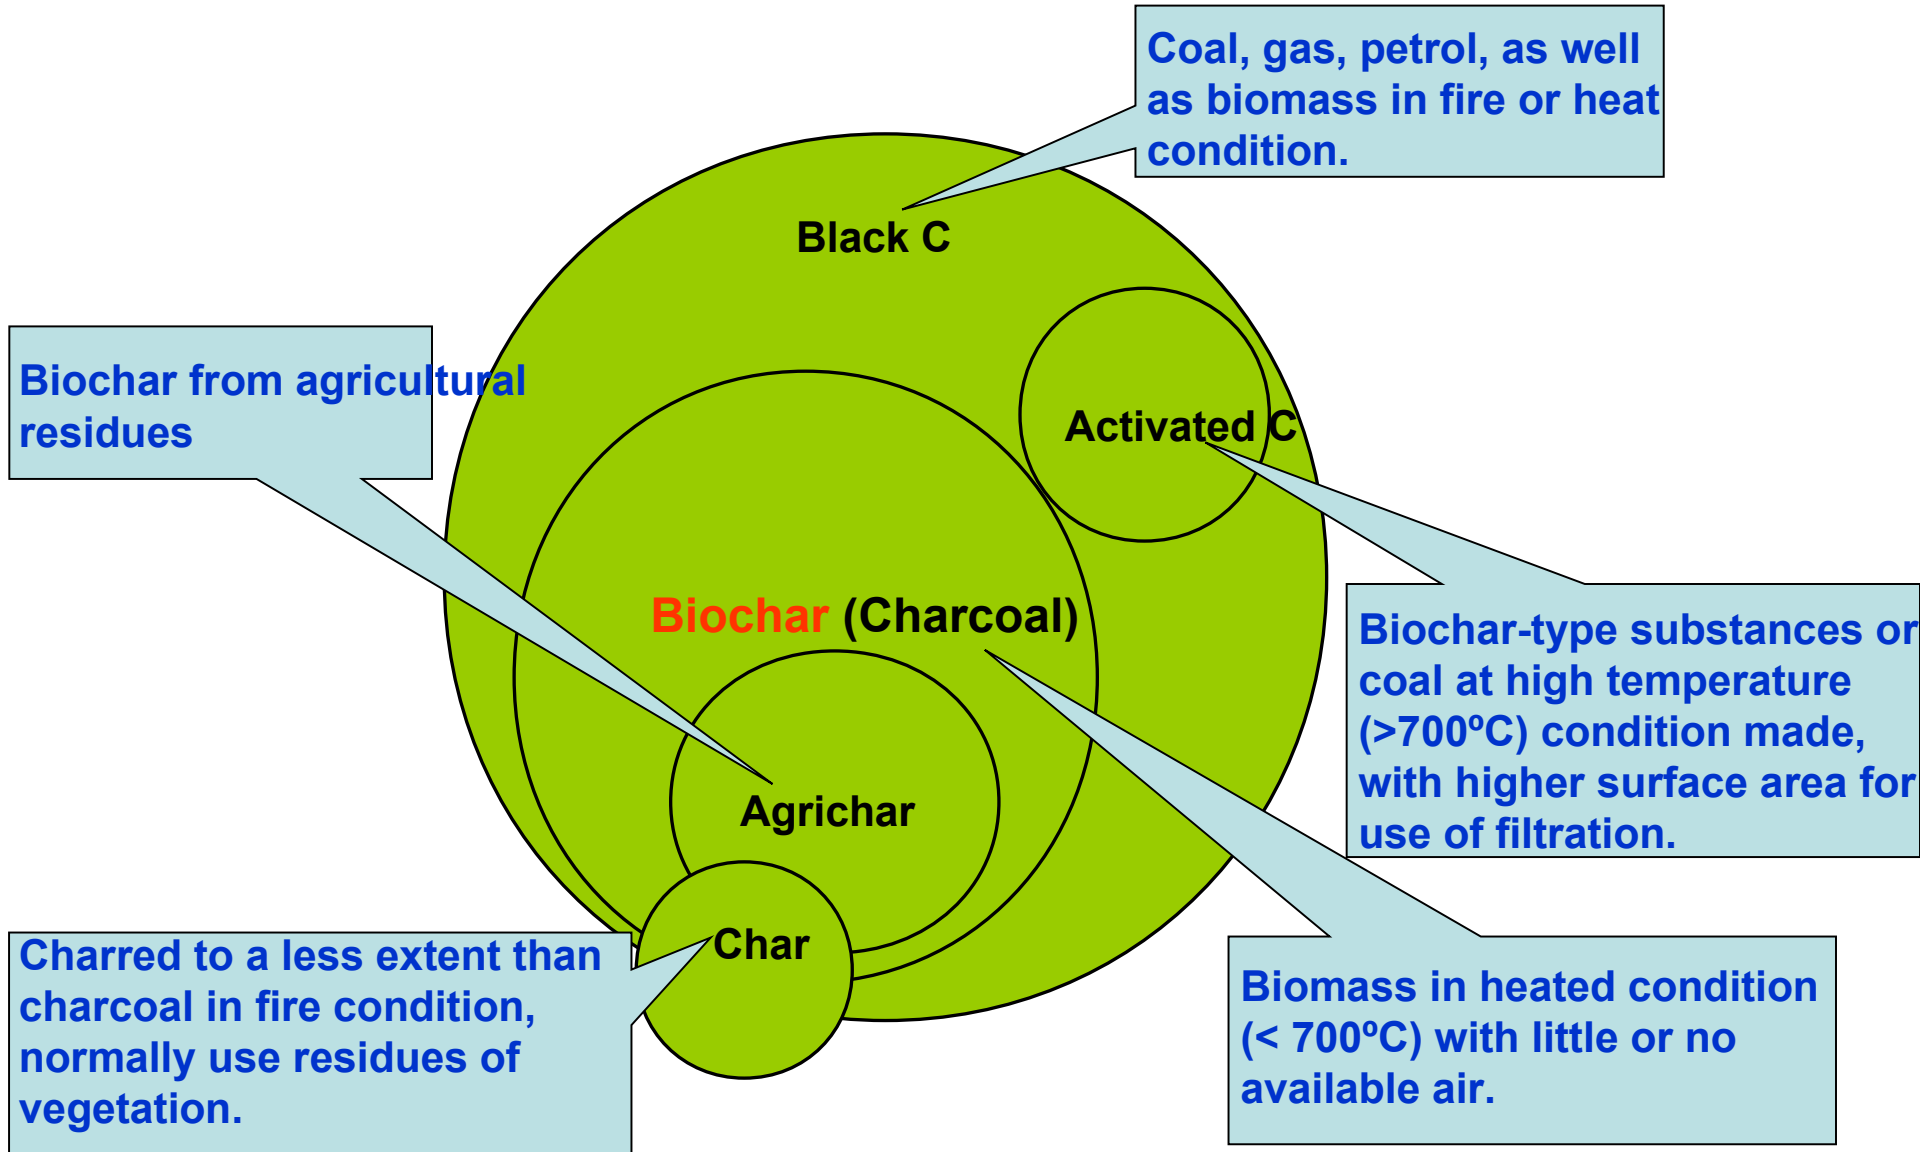 Coal, gas, petrol, as well
as biomass in fire or heat
condition.
Black C
Biochar from agricultural
residues
Activated C
Biochar (Charcoal)
Biochar-type substances or
coal at high temperature
(>700ºC) condition made,
with higher surface area for
use of filtration.
Agrichar
Char
Charred to a less extent than
charcoal in fire condition,
normally use residues of
vegetation.
Biomass in heated condition
(< 700ºC) with little or no
available air.